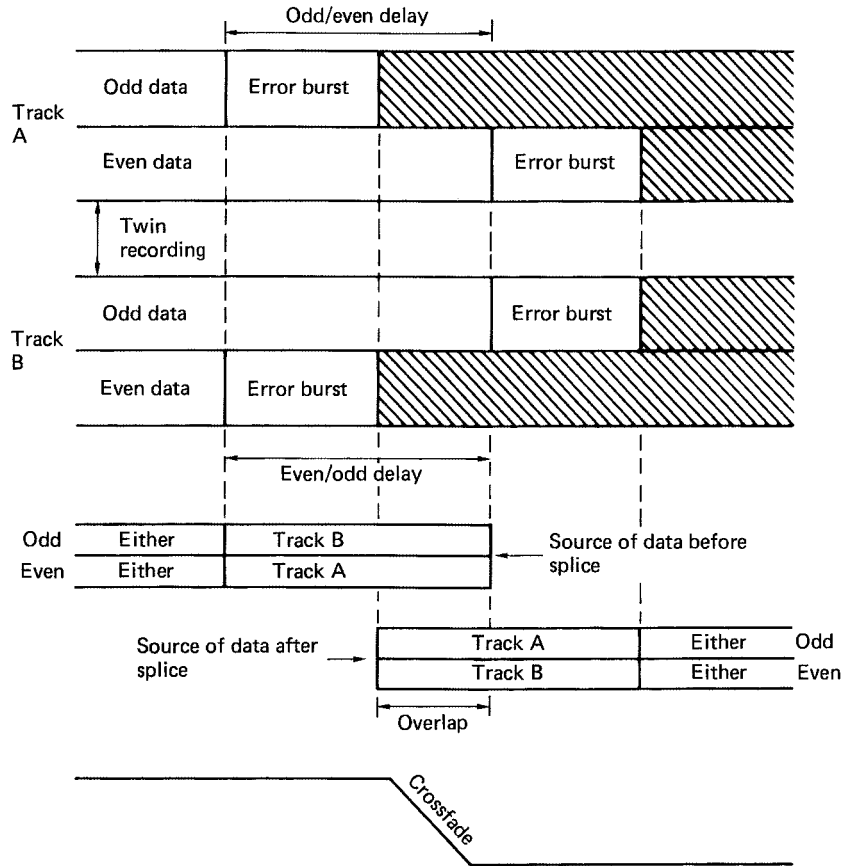 Odd/even delay
Track
A
Odd data
Error burst
Even data
Error burst
Twin
recording
Track
B
Odd data
Error burst
Even data
Error burst
Even/odd delay
Odd
Either
Track B
Even
Either
Track A
Source of data before
splice
Source of data after
splice
Track A
Either
Odd
Track B
Either
Even
Overlap
Crossfade